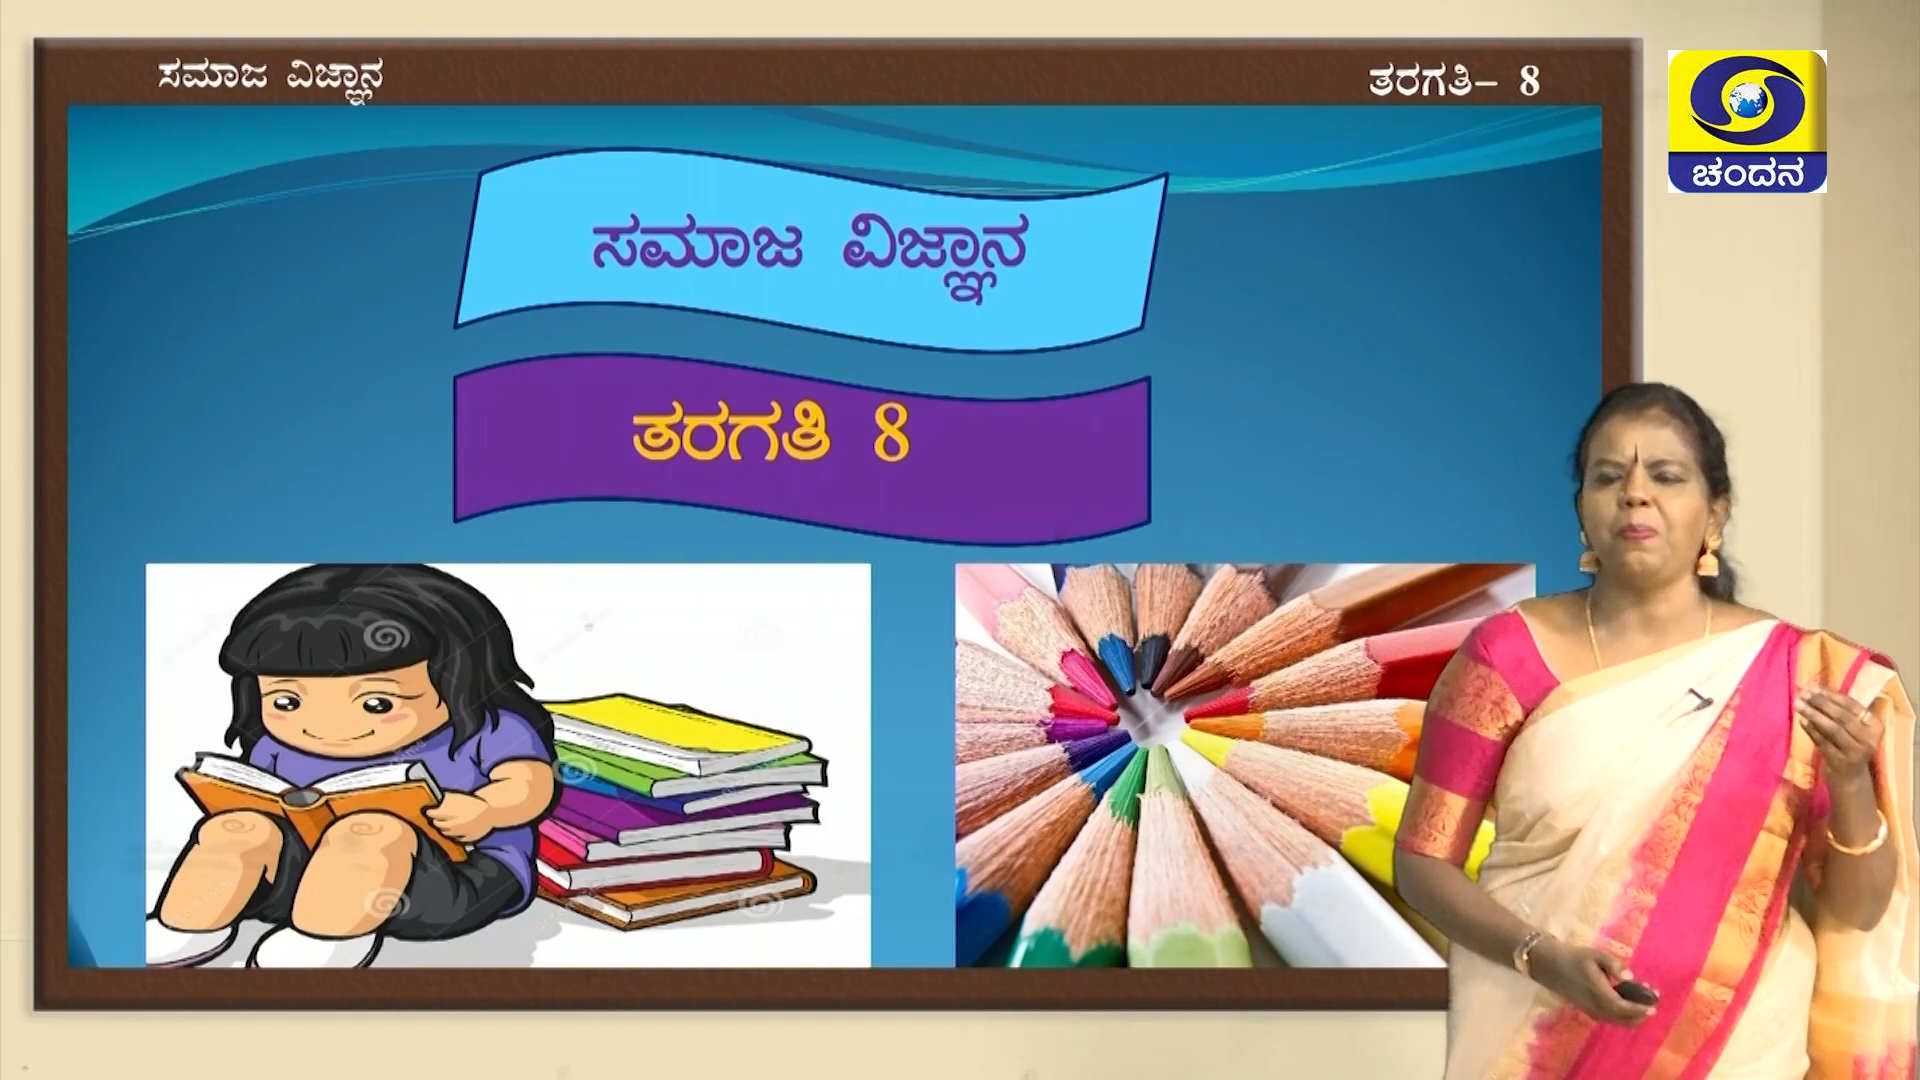 ಸಮಾಜ ವಿಜ್ಞಾನ
ತರಗತಿ– 8
ಚಂದನ
ಸಮಾಜ ವಿಜ್ಞಾನ
ತರಗತಿ 8